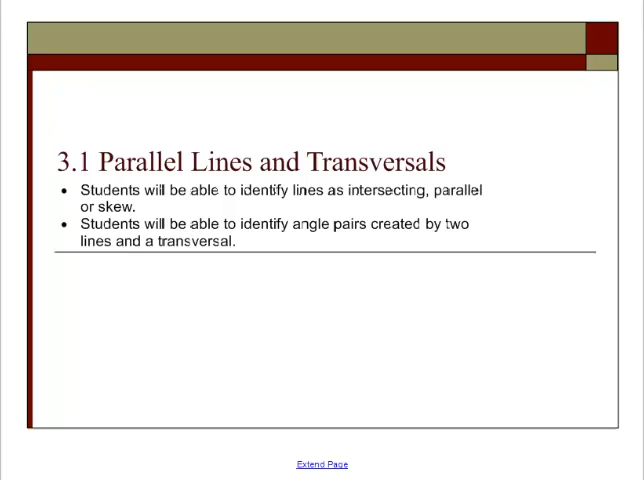 3.1 Parallel Lines and Transversals
• Students will be able to identify lines as intersecting, parallel
or skew.
• Students will be able to identify angle pairs created by two
lines and a transversal.
Extend Page